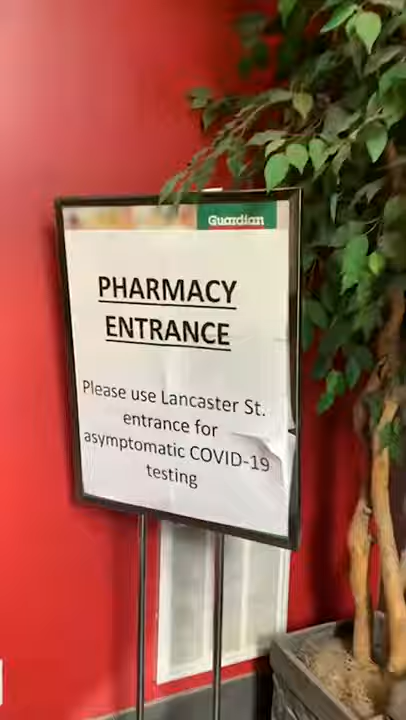 Guardian
PHARMACY
ENTRANCE
Please use Lancaster St.
entrance for
asymptomatic COVID-19
testing